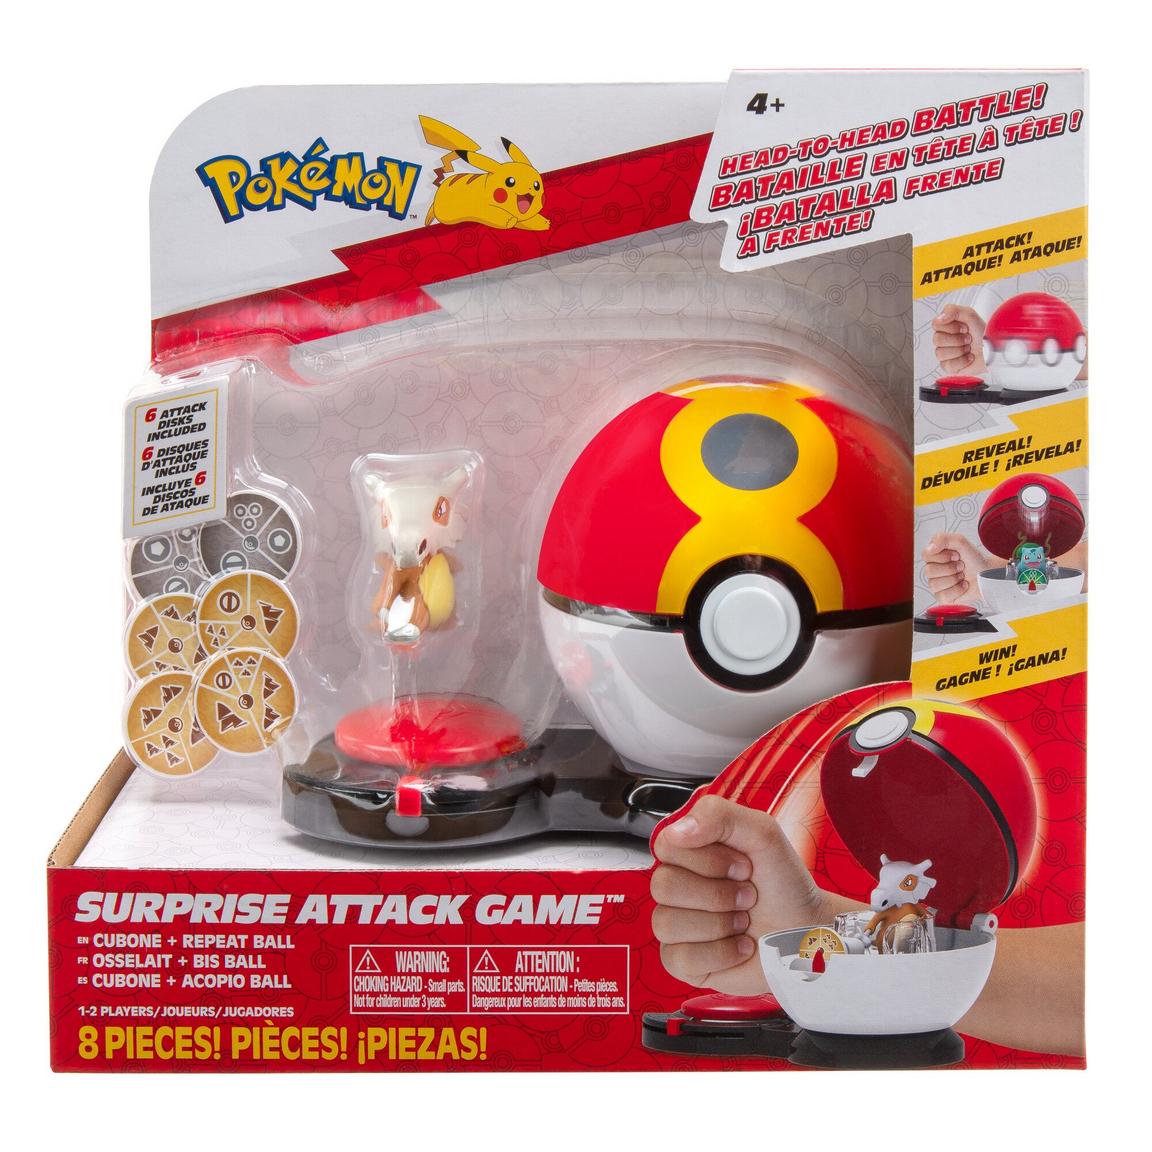 POKéMON™
4+
HEAD-TO-HEAD BATTLE!
BATAILLE EN TÊTE À TÊTE !
¡BATALLA FRENTE
A FRENTE!
ATTACK!
ATTAQUE! ATAQUE!
REVEAL!
DÉVOILE ! ¡REVELA!
WIN!
GAGNE ! ¡GANA!
6 ATTACK
DISKS
INCLUDED
6 DISQUES
D'ATTAQUE
INCLUS
INCLUYE 6
DISCOS
DE ATAQUE
SURPRISE ATTACK GAME™
EN CUBONE + REPEAT BALL
FR OSSELAIT + BIS BALL
ES CUBONE + ACOPIO BALL
1-2 PLAYERS/JOUEURS/JUGADORES
8 PIECES! PIÈCES! ¡PIEZAS!
WARNING:
CHOKING HAZARD - Small parts.
Not for children under 3 years.
ATTENTION :
RISQUE DE SUFFOCATION - Petites pièces.
Dangereux pour les enfants de moins de trois ans.